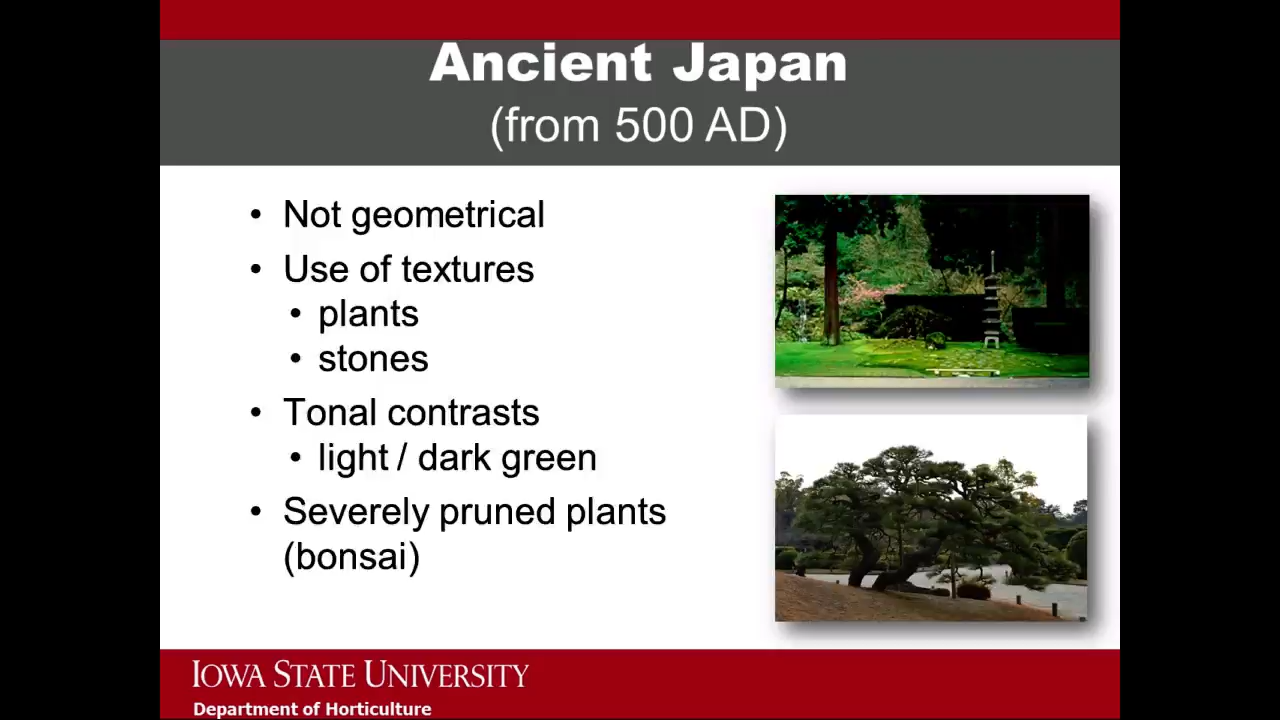 Ancient Japan
(from 500 AD)
• Not geometrical
• Use of textures
• plants
• stones
• Tonal contrasts
• light / dark green
• Severely pruned plants
(bonsai)
IOWA STATE UNIVERSITY
Department of Horticulture